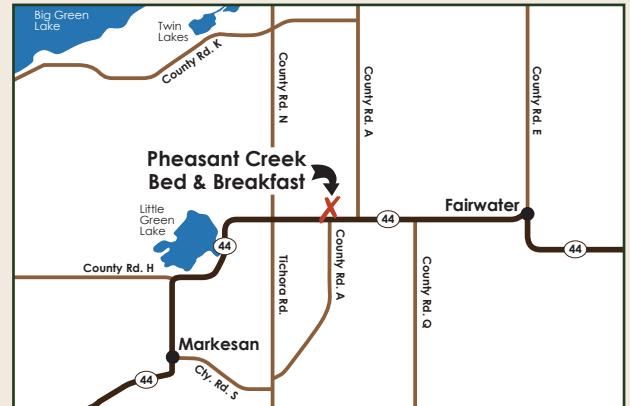 Big Green
Lake
Twin
Lakes
County Rd. K
County Rd. N
County Rd. A
County Rd. E
Pheasant Creek
Bed & Breakfast
X
Little
Green
Lake
Fairwater
44
44
44
County Rd. H
Tichora Rd.
County Rd. A
County Rd. Q
Markesan
Cty. Rd. S
44